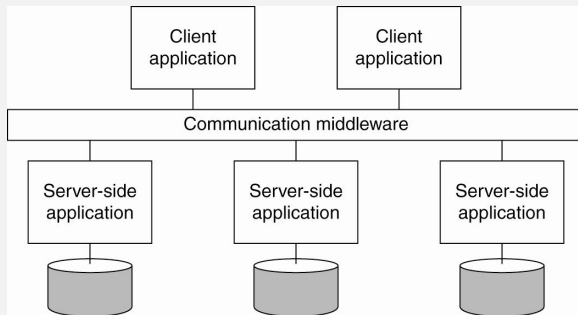 Client
application
Client
application
Communication middleware
Server-side
application
Server-side
application
Server-side
application